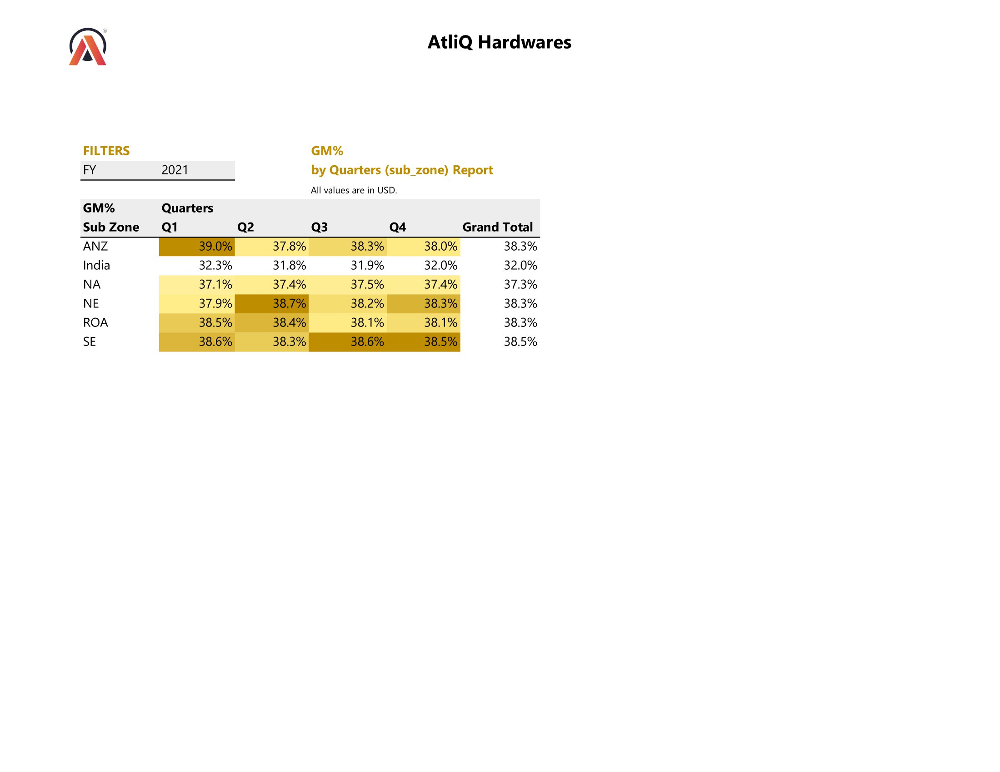 ®
AtliQ Hardwares
FILTERS GM%
FY 2021 by Quarters (sub_zone) Report
All values are in USD.
GM% Quarters
Sub Zone Q1 Q2 Q3 Q4 Grand Total
ANZ 39.0% 37.8% 38.3% 38.0% 38.3%
India 32.3% 31.8% 31.9% 32.0% 32.0%
NA 37.1% 37.4% 37.5% 37.4% 37.3%
NE 37.9% 38.7% 38.2% 38.3% 38.3%
ROA 38.5% 38.4% 38.1% 38.1% 38.3%
SE 38.6% 38.3% 38.6% 38.5% 38.5%